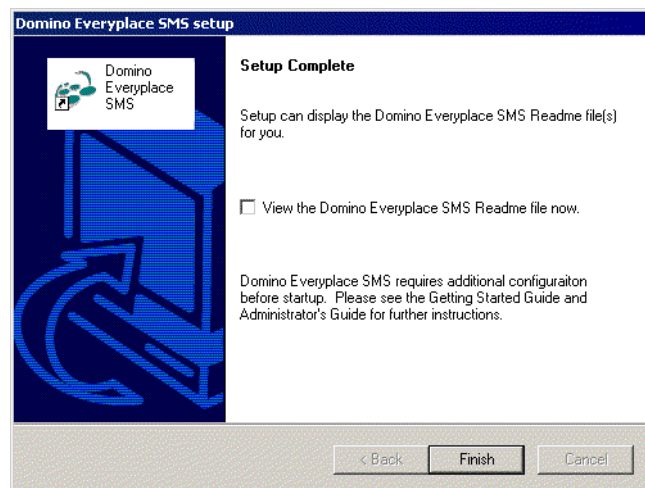 Domino Everyplace SMS setup
Domino
Everyplace
SMS
Setup Complete
Setup can display the Domino Everyplace SMS Readme file(s)
for you.
View the Domino Everyplace SMS Readme file now.
Domino Everyplace SMS requires additional configuraiton
before startup.  Please see the Getting Started Guide and
Administrator's Guide for further instructions.
< Back
Finish
Cancel